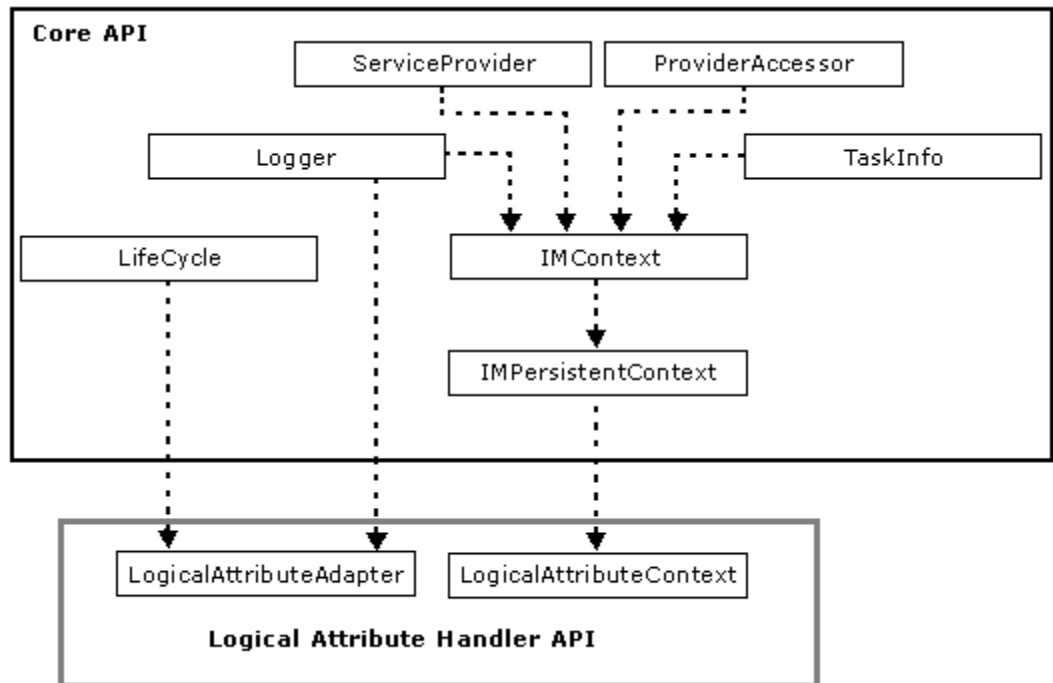 Core API
ServiceProvider
ProviderAccessor
Logger
TaskInfo
LifeCycle
IMContext
IMPersistentContext
LogicalAttributeAdapter
LogicalAttributeContext
Logical Attribute Handler API